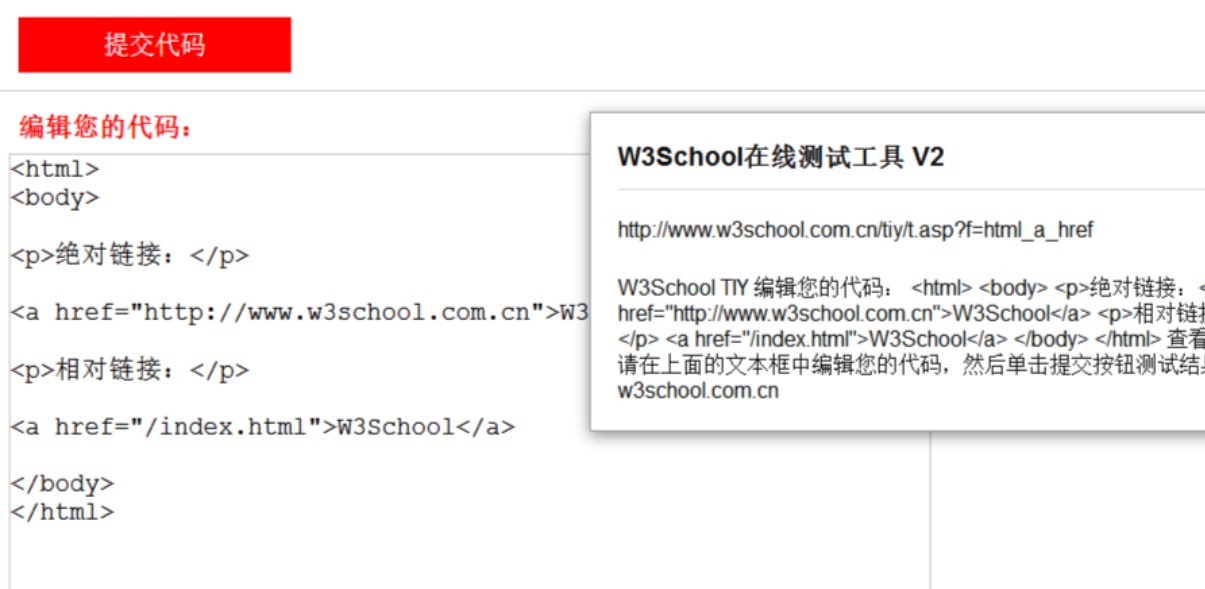 提交代码
编辑您的代码：
<html>
<body>
<p>绝对链接：</p>
<a href="http://www.w3school.com.cn">W3
<p>相对链接：</p>
<a href="/index.html">W3School</a>
</body>
</html>
W3School在线测试工具 V2
http://www.w3school.com.cn/tiy/t.asp?f=html_a_href
W3School TIY 编辑您的代码： <html> <body> <p>绝对链接：<
href="http://www.w3school.com.cn">W3School</a> <p>相对链接
</p> <a href="/index.html">W3School</a> </body> </html> 查看
请在上面的文本框中编辑您的代码，然后单击提交按钮测试结果
w3school.com.cn